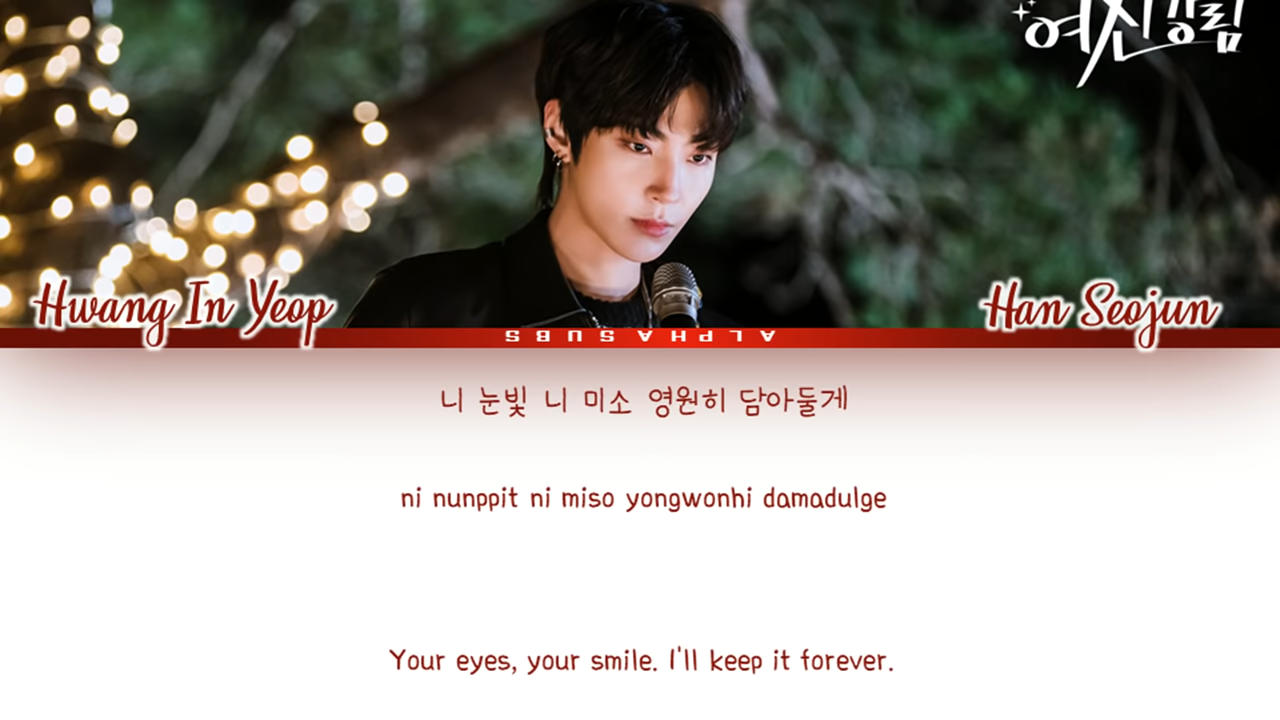 여신강림
Hwang In Yeop
Han Seojun
ALPHASUBS
니 눈빛 니 미소 영원히 담아둘게
ni nunppit ni miso yongwonhi damadulge
Your eyes, your smile. I'll keep it forever.